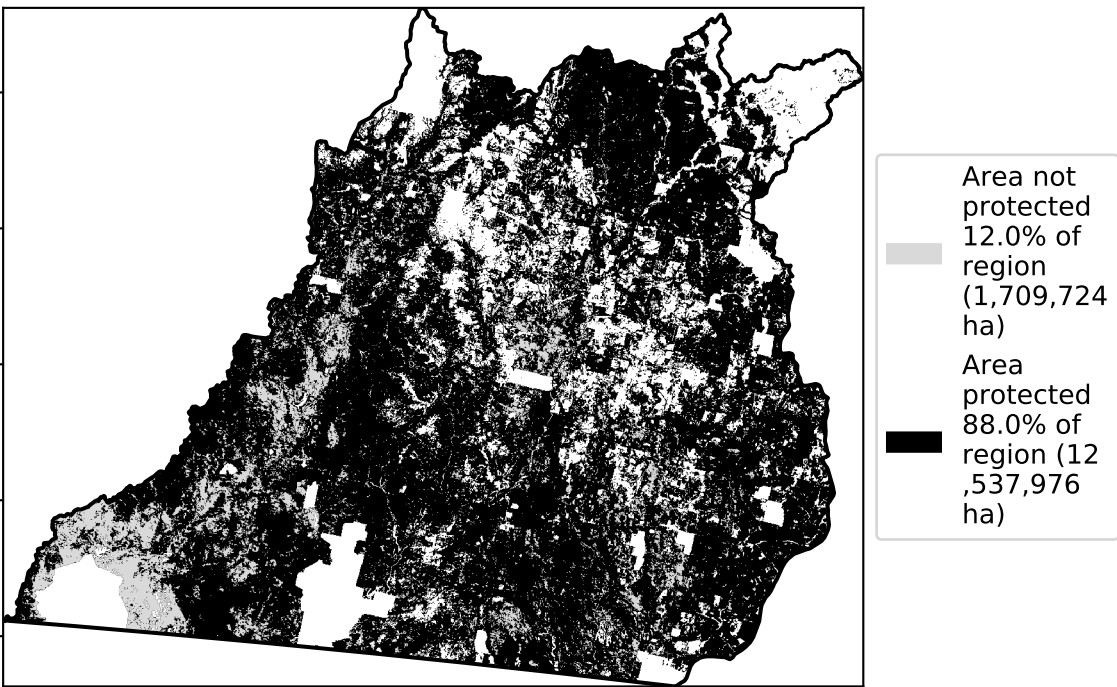 Area not
protected
12.0% of
region
(1,709,724
ha)
Area
protected
88.0% of
region (12
,537,976
ha)